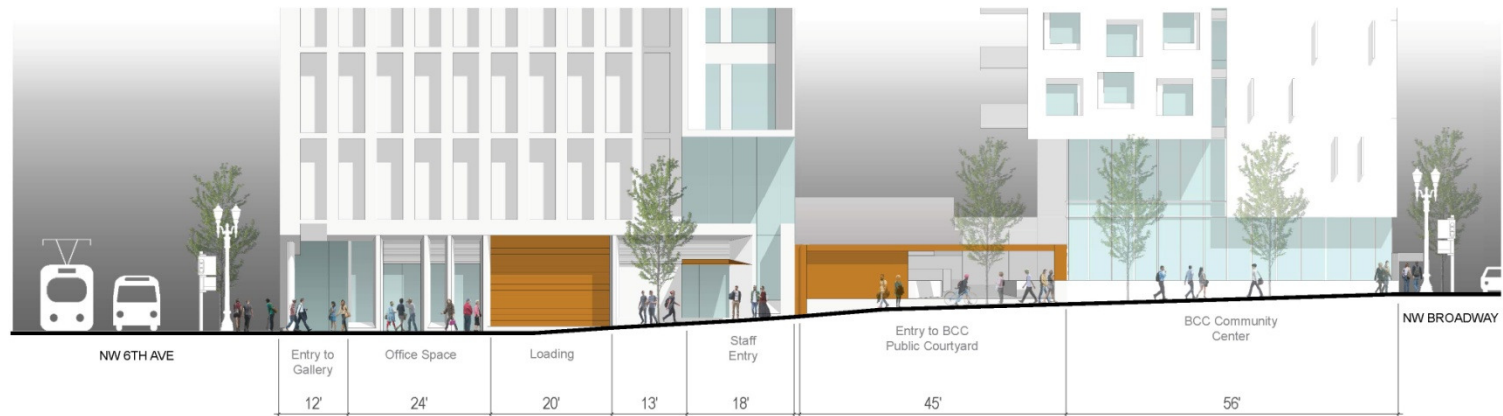 NW 6TH AVE
Entry to
Gallery
Office Space
Loading
Staff
Entry
Entry to BCC
Public Courtyard
BCC Community
Center
NW BROADWAY
12'
24'
20'
13'
18'
45'
56'